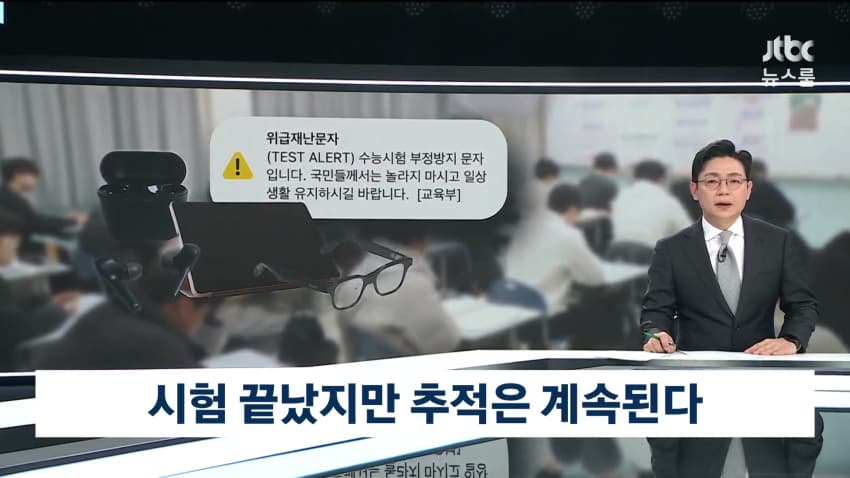 jtbc
뉴스룸
위급재난문자
(TEST ALERT) 수능시험 부정방지 문자
입니다. 국민들께서는 놀라지 마시고 일상
생활 유지하시길 바랍니다. [교육부]
시험 끝났지만 추적은 계속된다